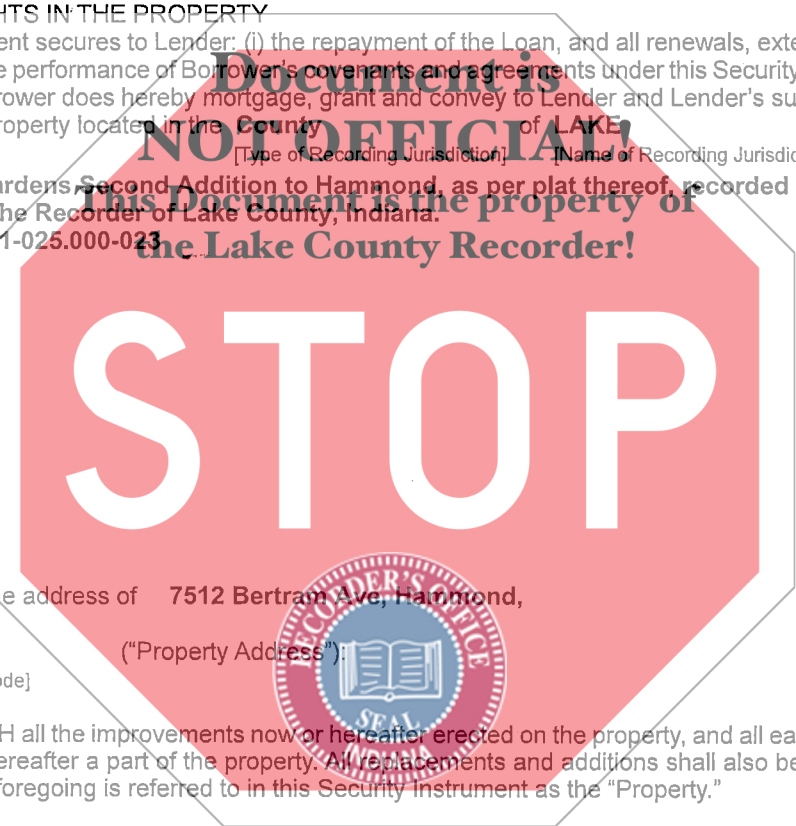 HTS IN THE PROPERTY
ent secures to Lender: (i) the repayment of the Loan, and all renewals, exte
e performance of Borrower's covenants and agreements under this Security
Document is
rower does hereby mortgage, grant and convey to Lender and Lender's su
roperty located in the County of LAKE
NOT OFFICIAL!
[Type of Recording Jurisdiction] [Name of Recording Jurisdic
ardens Second Addition to Hammond, as per plat thereof, recorded
This Document is the property of
he Recorder of Lake County, Indiana.
1-025.000-023
the Lake County Recorder!
STOP
e address of 7512 Bertram Ave, Hammond,
("Property Address"):
ode]
RECORDER'S OFFICE
SEAL
INDIANA
H all the improvements now or hereafter erected on the property, and all ea
ereafter a part of the property. All replacements and additions shall also be
foregoing is referred to in this Security Instrument as the “Property.”